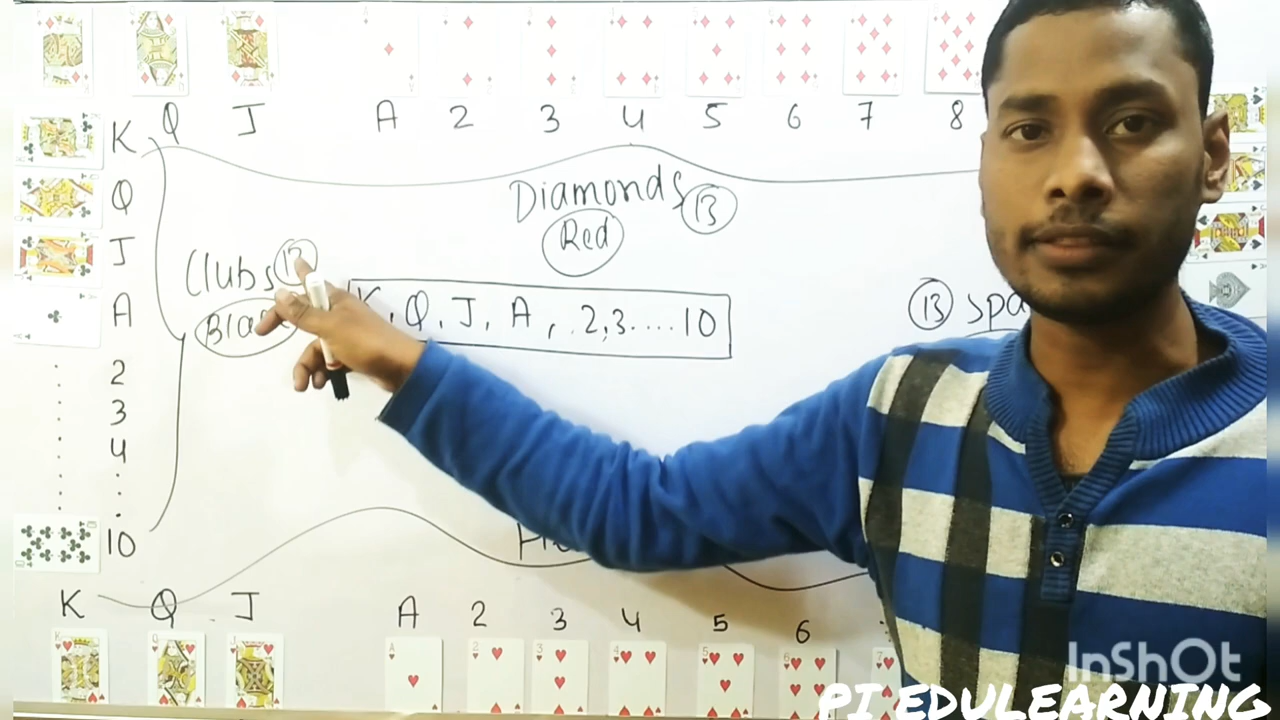 Q J A 2 3 4 5 6 7 8
K
Q
J
A
2
3
4
10
Diamonds 13
Red
Clubs 13
K, Q, J, A, 2,3....10
13
K Q J A 2 3 4 5 6
InShOt
PI EDULEARNING